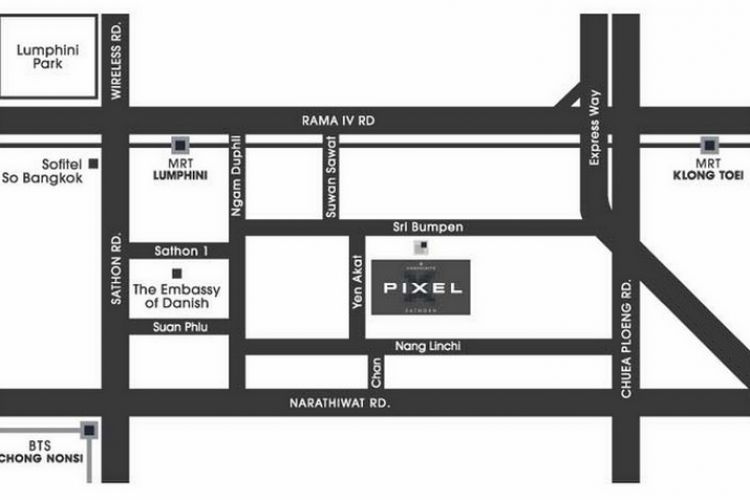 Lumphini
Park
WIRELESS RD.
RAMA IV RD
Express Way
Sofitel
So Bangkok
MRT
LUMPHINI
Ngam Duphli
Suwan Sawat
MRT
KLONG TOEI
Sri Bumpen
SATHON RD.
Sathon 1
The Embassy
of Danish
Suan Phlu
Yen Akat
PIXEL
SATHORN
Nang Linchi
Chan
CHUEA PLOENG RD.
NARATHIWAT RD.
BTS
CHONG NONSI